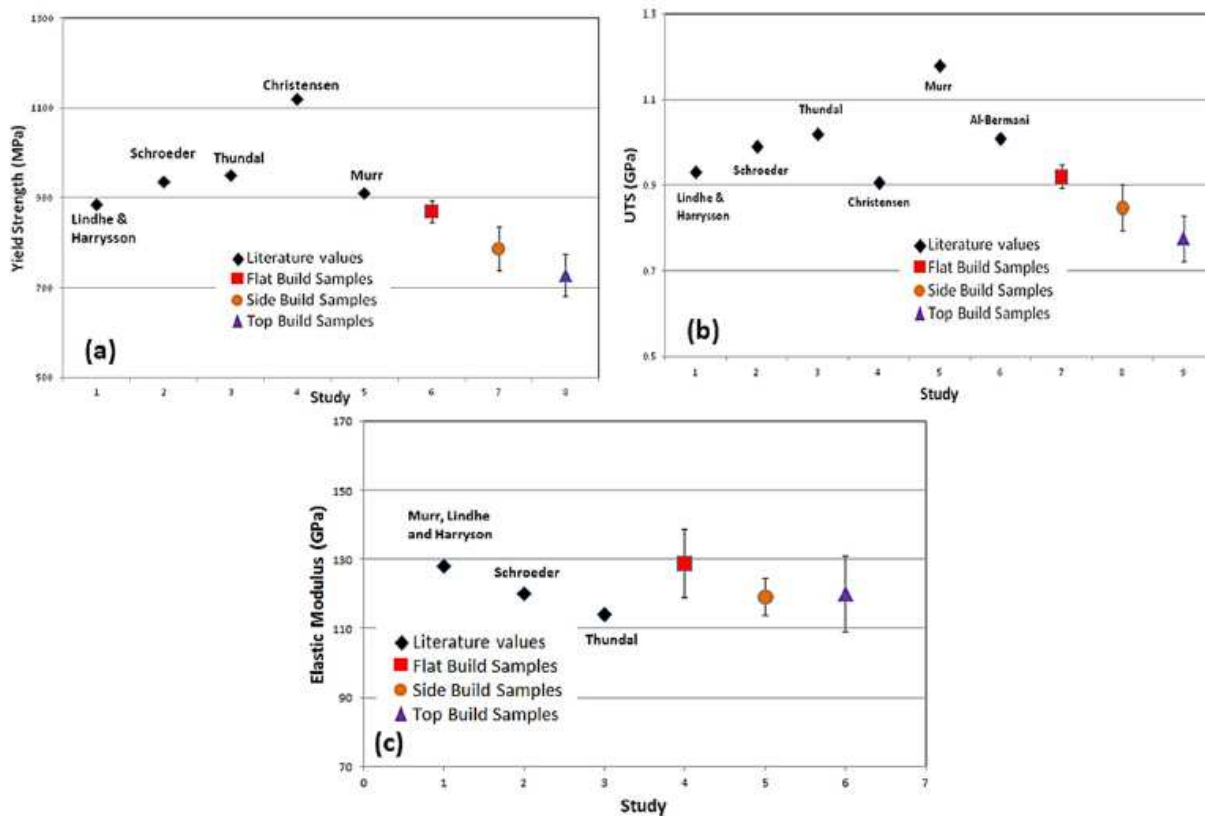 1300
1100
900
700
500
Yield Strength (MPa)
Christensen
Schroeder
Thundal
Murr
Lindhe &
Harrysson
Literature values
Flat Build Samples
Side Build Samples
Top Build Samples
(a)
1 2 3 4 5 6 7 8
Study
1.3
1.1
0.9
0.7
0.5
UTS (GPa)
Murr
Thundal
Al-Bermani
Schroeder
Lindhe &
Harrysson
Christensen
Literature values
Flat Build Samples
Side Build Samples
Top Build Samples
(b)
1 2 3 4 5 6 7 8 9
Study
170
150
130
110
90
70
Elastic Modulus (GPa)
Murr, Lindhe
and Harryson
Schroeder
Thundal
Literature values
Flat Build Samples
Side Build Samples
Top Build Samples
(c)
0 1 2 3 4 5 6 7
Study